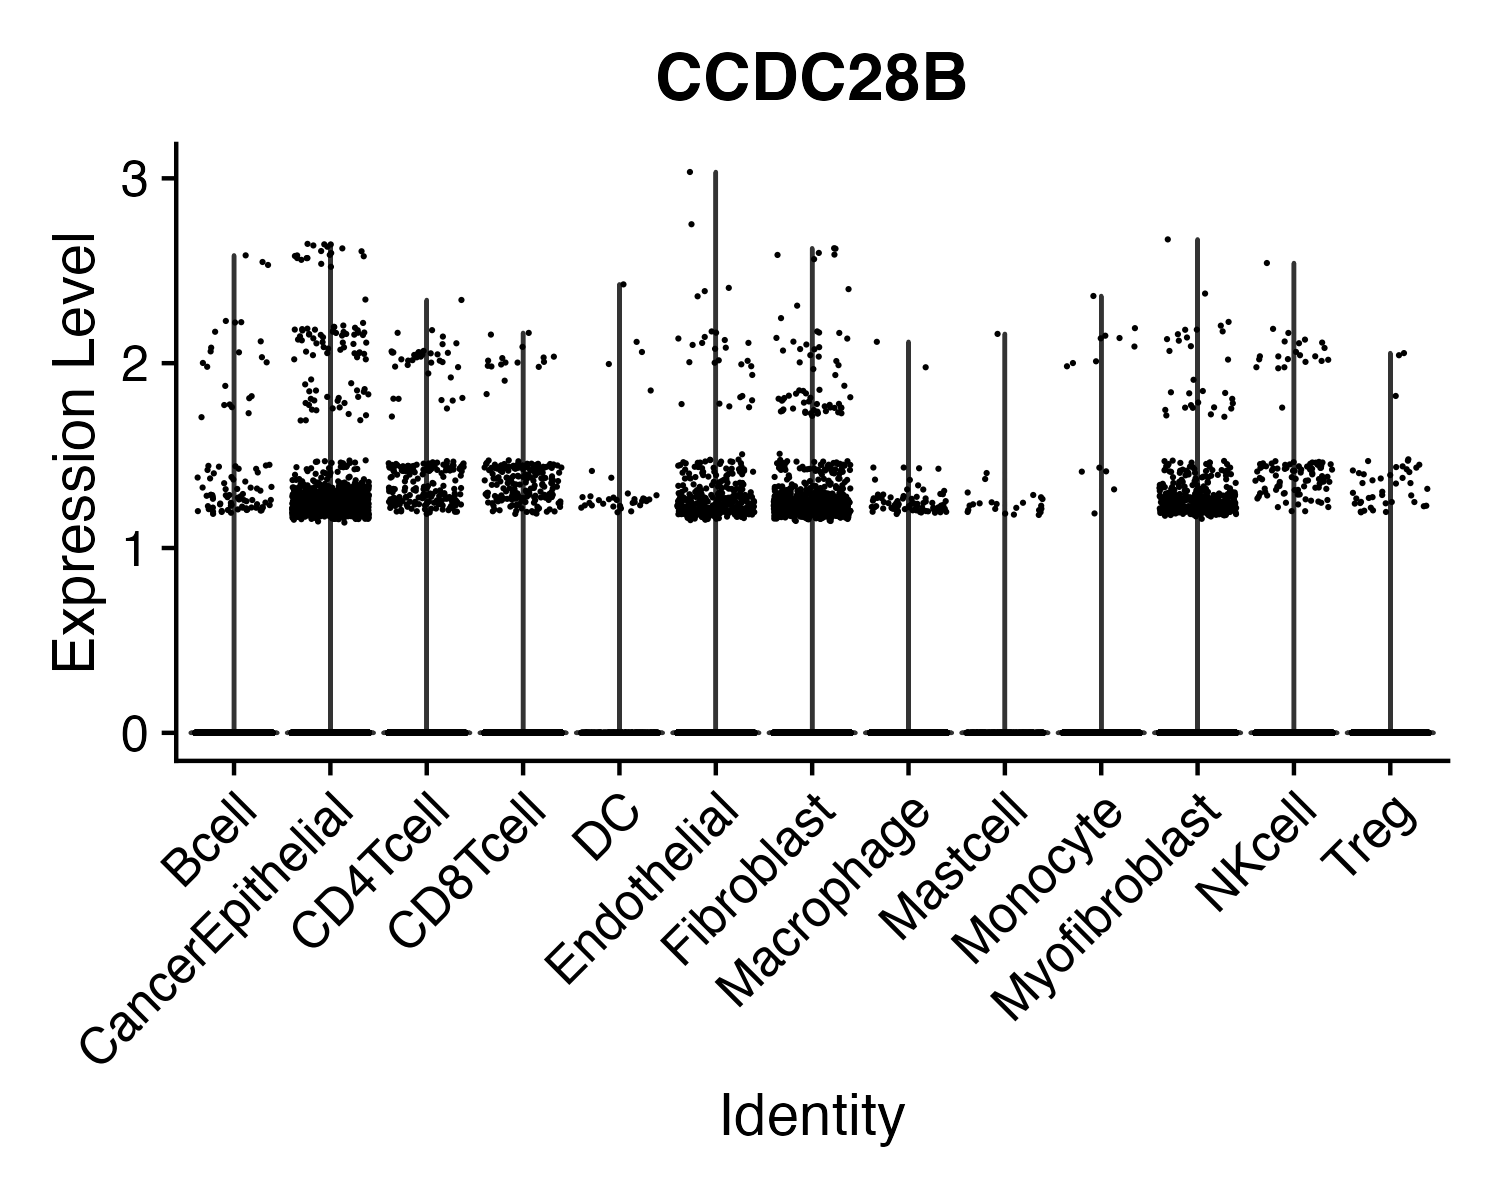 CCDC28B
Expression Level
3
2
1
0
Bcell
CancerEpithelial
CD4Tcell
CD8Tcell
DC
Endothelial
Fibroblast
Macrophage
Mastcell
Monocyte
Myofibroblast
NKcell
Treg
Identity